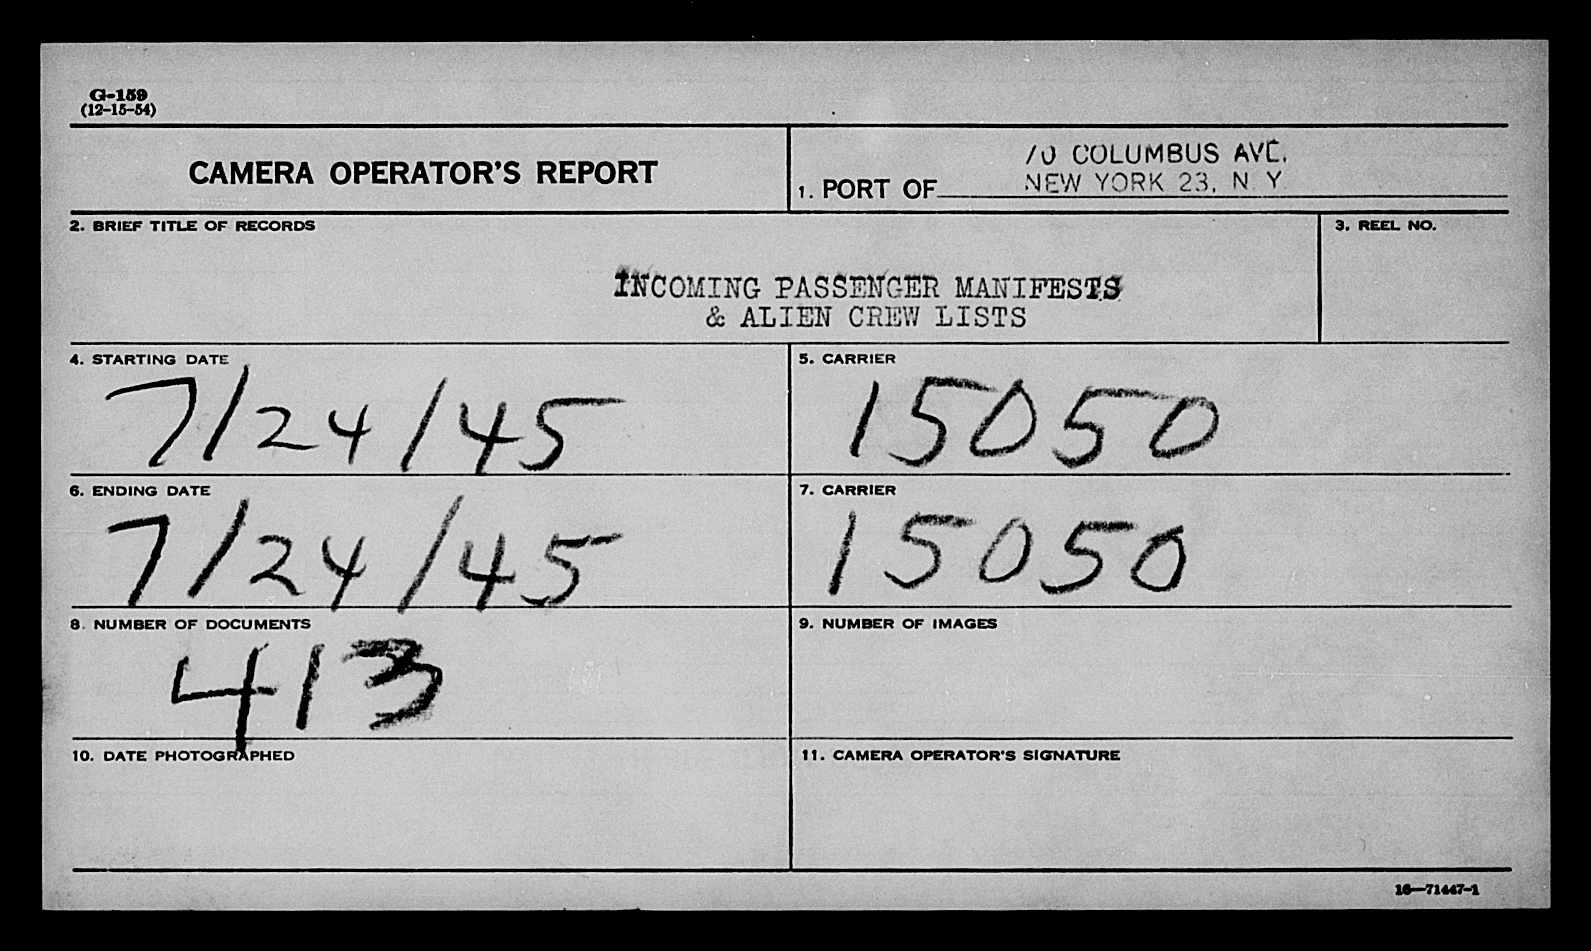 G-159
(12-15-54)
CAMERA OPERATOR'S REPORT
1. PORT OF
70 COLUMBUS AVE.
NEW YORK 23, N. Y.
2. BRIEF TITLE OF RECORDS
3. REEL NO.
INCOMING PASSENGER MANIFESTS
& ALIEN CREW LISTS
4. STARTING DATE
7/24/45
5. CARRIER
15050
6. ENDING DATE
7/24/45
7. CARRIER
15050
8. NUMBER OF DOCUMENTS
413
9. NUMBER OF IMAGES
10. DATE PHOTOGRAPHED
11. CAMERA OPERATOR'S SIGNATURE
16—71447-1